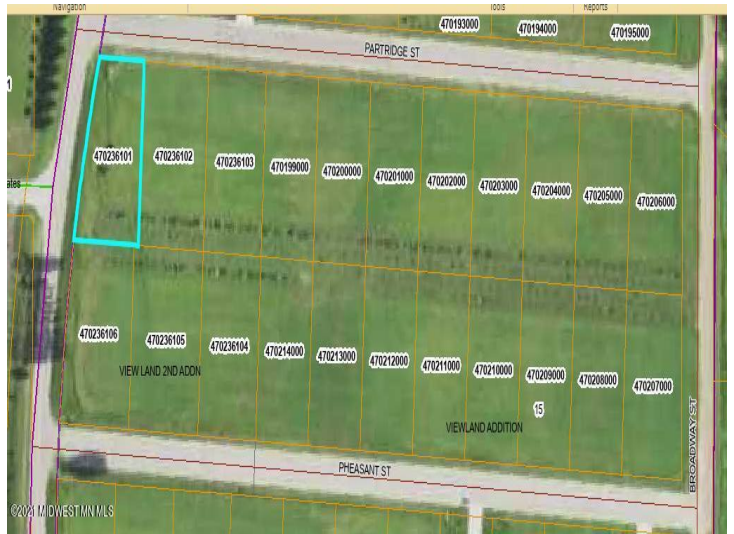 Navigation Tools Reports
470193000 470194000 470195000
PARTRIDGE ST
1
470236101 470236102 470236103 470199000 470200000 470201000 470202000 470203000 470204000 470205000 470206000
ates
470236106 470236105 470236104 470214000 470213000 470212000 470211000 470210000 470209000 470208000 470207000
VIEW LAND 2ND ADDN
15
VIEWLAND ADDITION
BROADWAY ST
PHEASANT ST
©2021 MIDWEST MN MLS